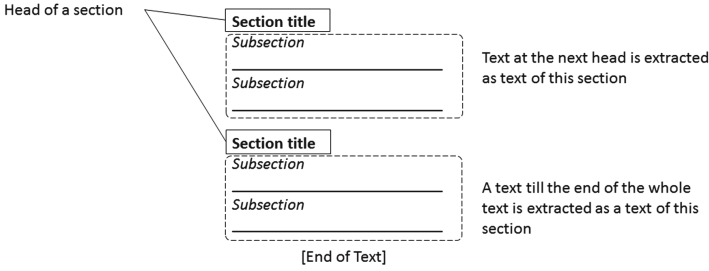 Head of a section
Section title
Subsection
Subsection
Text at the next head is extracted
as text of this section
Section title
Subsection
Subsection
A text till the end of the whole
text is extracted as a text of this
section
[End of Text]